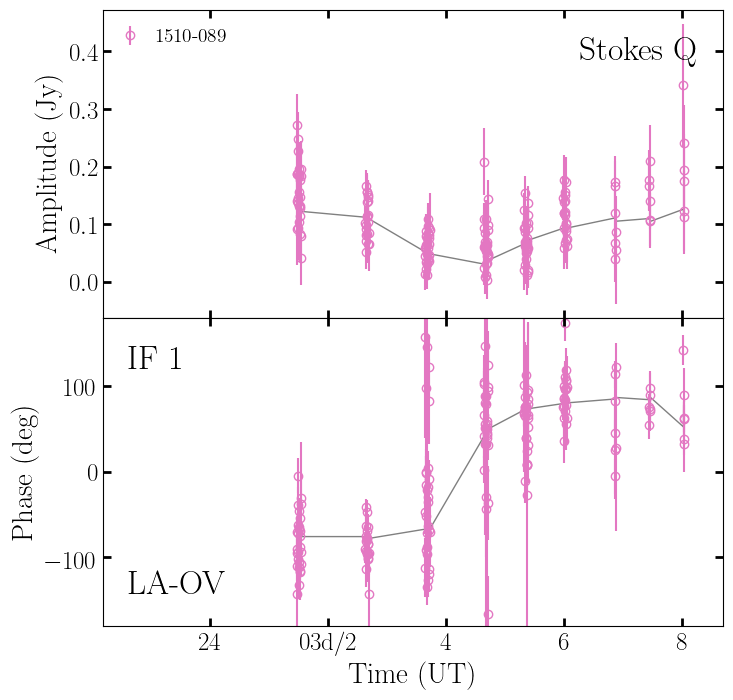 1510-089
Stokes Q
Amplitude (Jy)
0.4
0.3
0.2
0.1
0.0
IF 1
Phase (deg)
100
0
−100
LA-OV
24 03d/2 4 6 8
Time (UT)